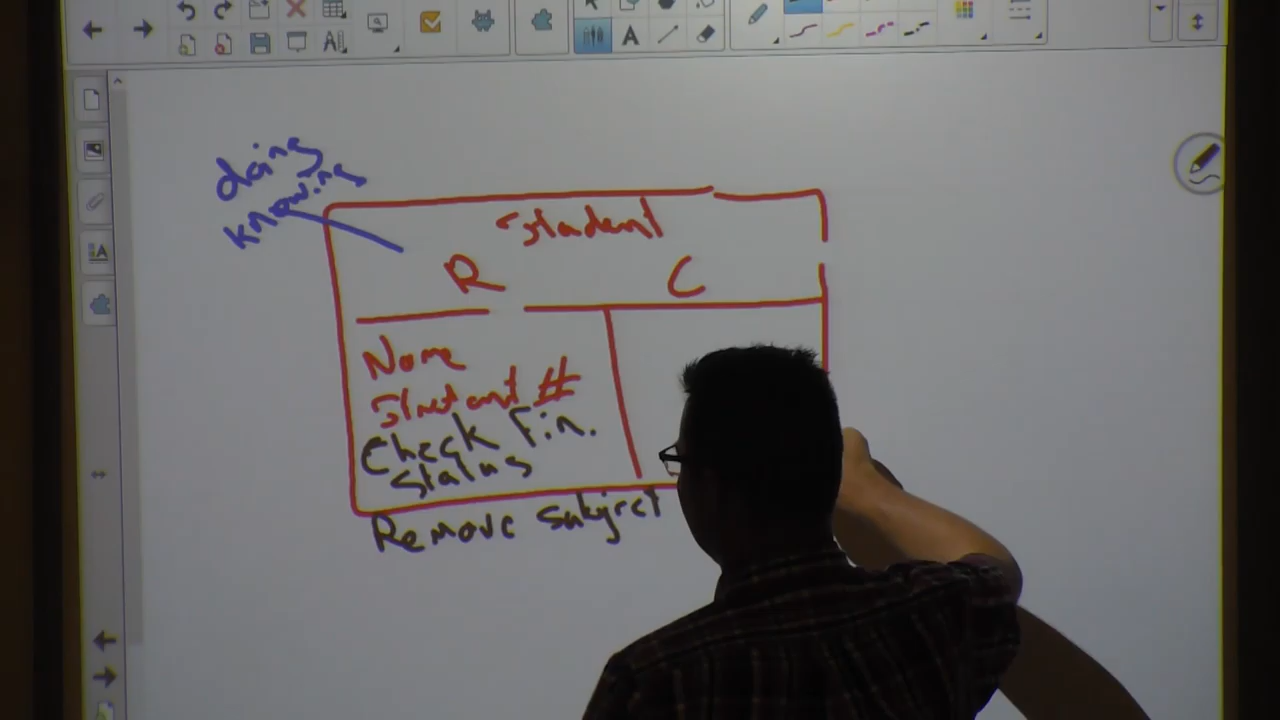 doing
knowing
Student
R C
Name
Student #
Check Fin.
Status
Remove Subject
A
A